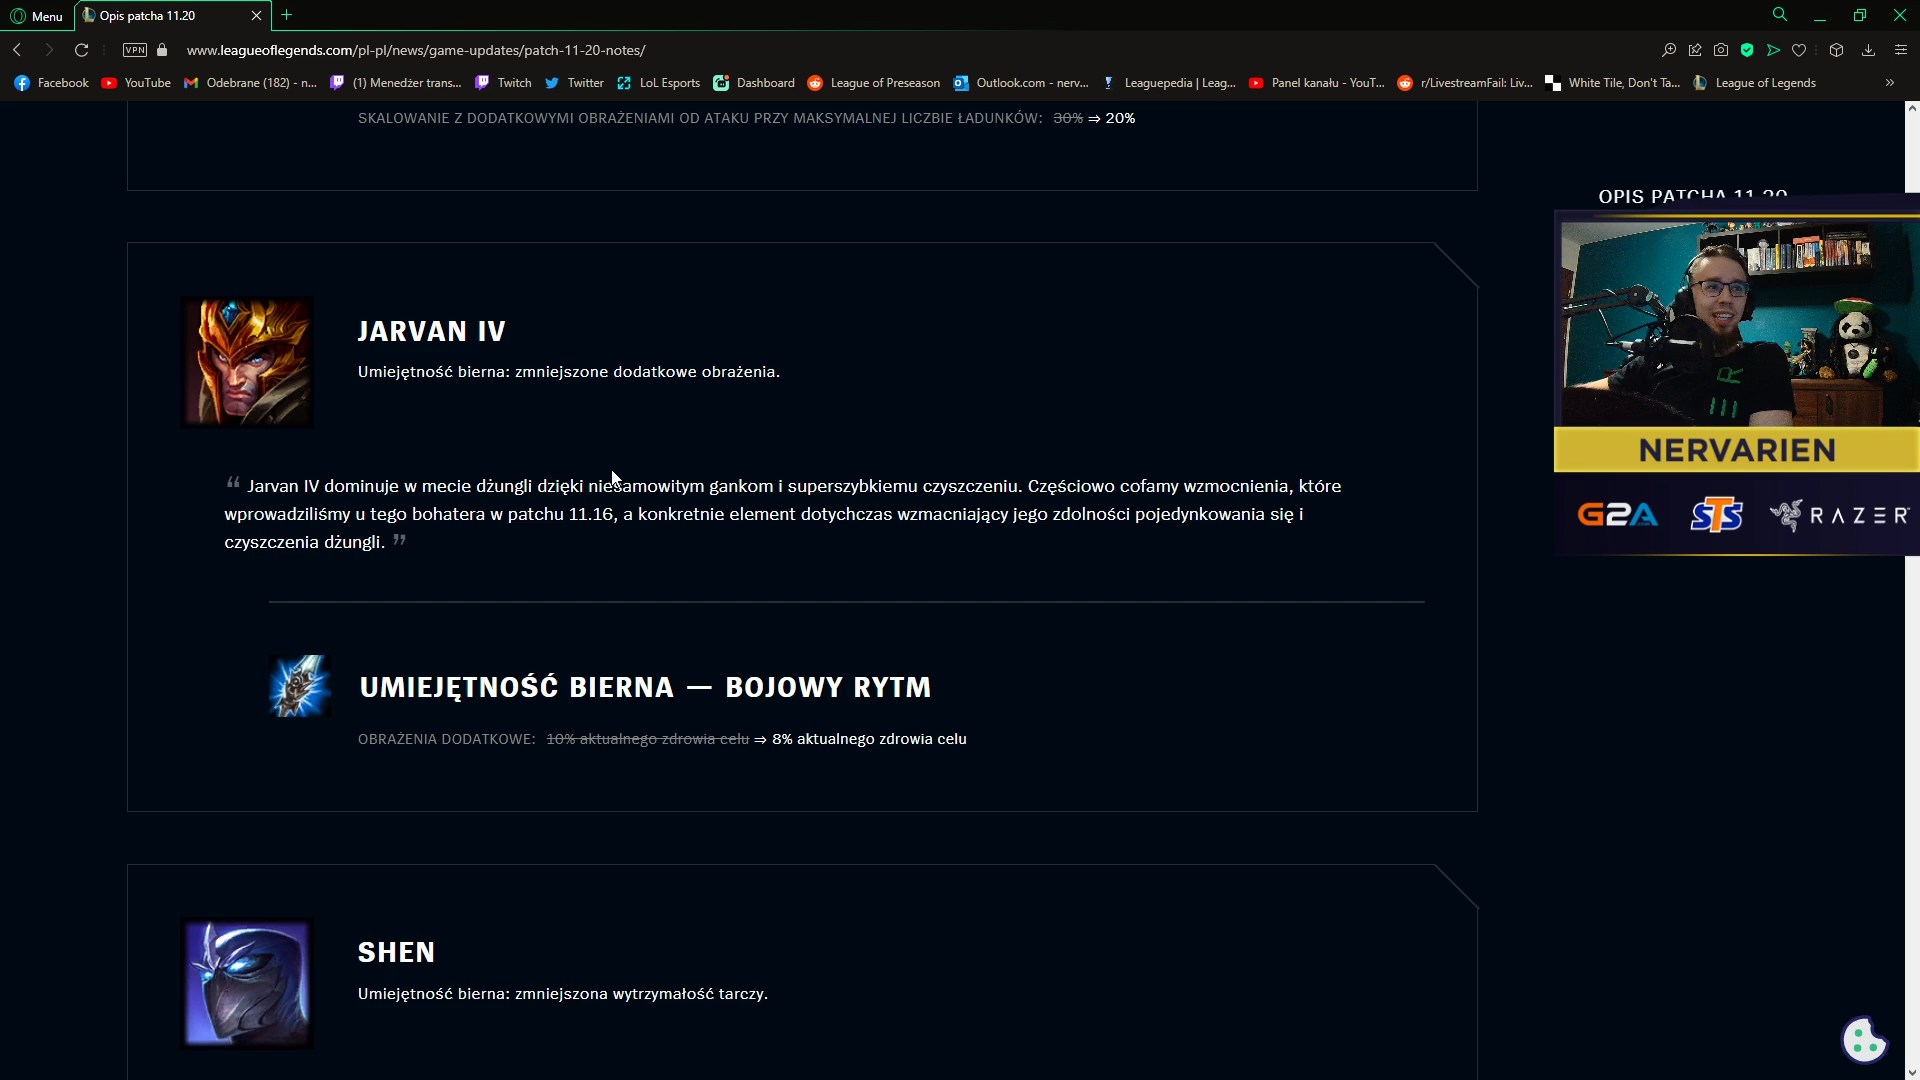 Menu
Opis patcha 11.20
VPN
www.leagueoflegends.com/pl-pl/news/game-updates/patch-11-20-notes/
Facebook
YouTube
Odebrane (182) - n...
(1) Menedżer trans...
Twitch
Twitter
LoL Esports
Dashboard
League of Preseason
Outlook.com - nerv...
Leaguepedia | Leag...
Panel kanału - YouT...
r/LivestreamFail: Liv...
White Tile, Don't Ta...
League of Legends
»
SKALOWANIE Z DODATKOWYMI OBRAŻENIAMI OD ATAKU PRZY MAKSYMALNEJ LICZBIE ŁADUNKÓW: 30% ⇒ 20%
OPIS PATCHA 11.20
JARVAN IV
Umiejętność bierna: zmniejszone dodatkowe obrażenia.
“ Jarvan IV dominuje w mecie dżungli dzięki niesamowitym gankom i superszybkiemu czyszczeniu. Częściowo cofamy wzmocnienia, które
wprowadziliśmy u tego bohatera w patchu 11.16, a konkretnie element dotychczas wzmacniający jego zdolności pojedynkowania się i
czyszczenia dżungli. ”
NERVARIEN
G2A
STS
RAZER
UMIEJĘTNOŚĆ BIERNA — BOJOWY RYTM
OBRAŻENIA DODATKOWE: 10% aktualnego zdrowia celu ⇒ 8% aktualnego zdrowia celu
SHEN
Umiejętność bierna: zmniejszona wytrzymałość tarczy.